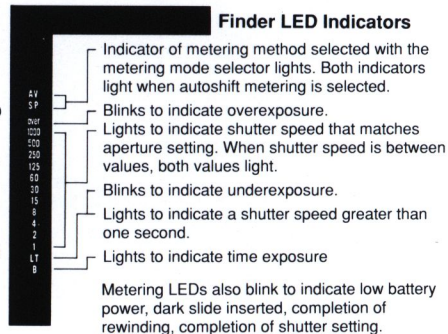 Finder LED Indicators
Indicator of metering method selected with the
metering mode selector lights. Both indicators
light when autoshift metering is selected.
Blinks to indicate overexposure.
Lights to indicate shutter speed that matches
aperture setting. When shutter speed is between
values, both values light.
Blinks to indicate underexposure.
Lights to indicate a shutter speed greater than
one second.
Lights to indicate time exposure
Metering LEDs also blink to indicate low battery
power, dark slide inserted, completion of
rewinding, completion of shutter setting.
AV
SP
over
1000
500
250
125
60
30
15
8
4
2
1
LT
B